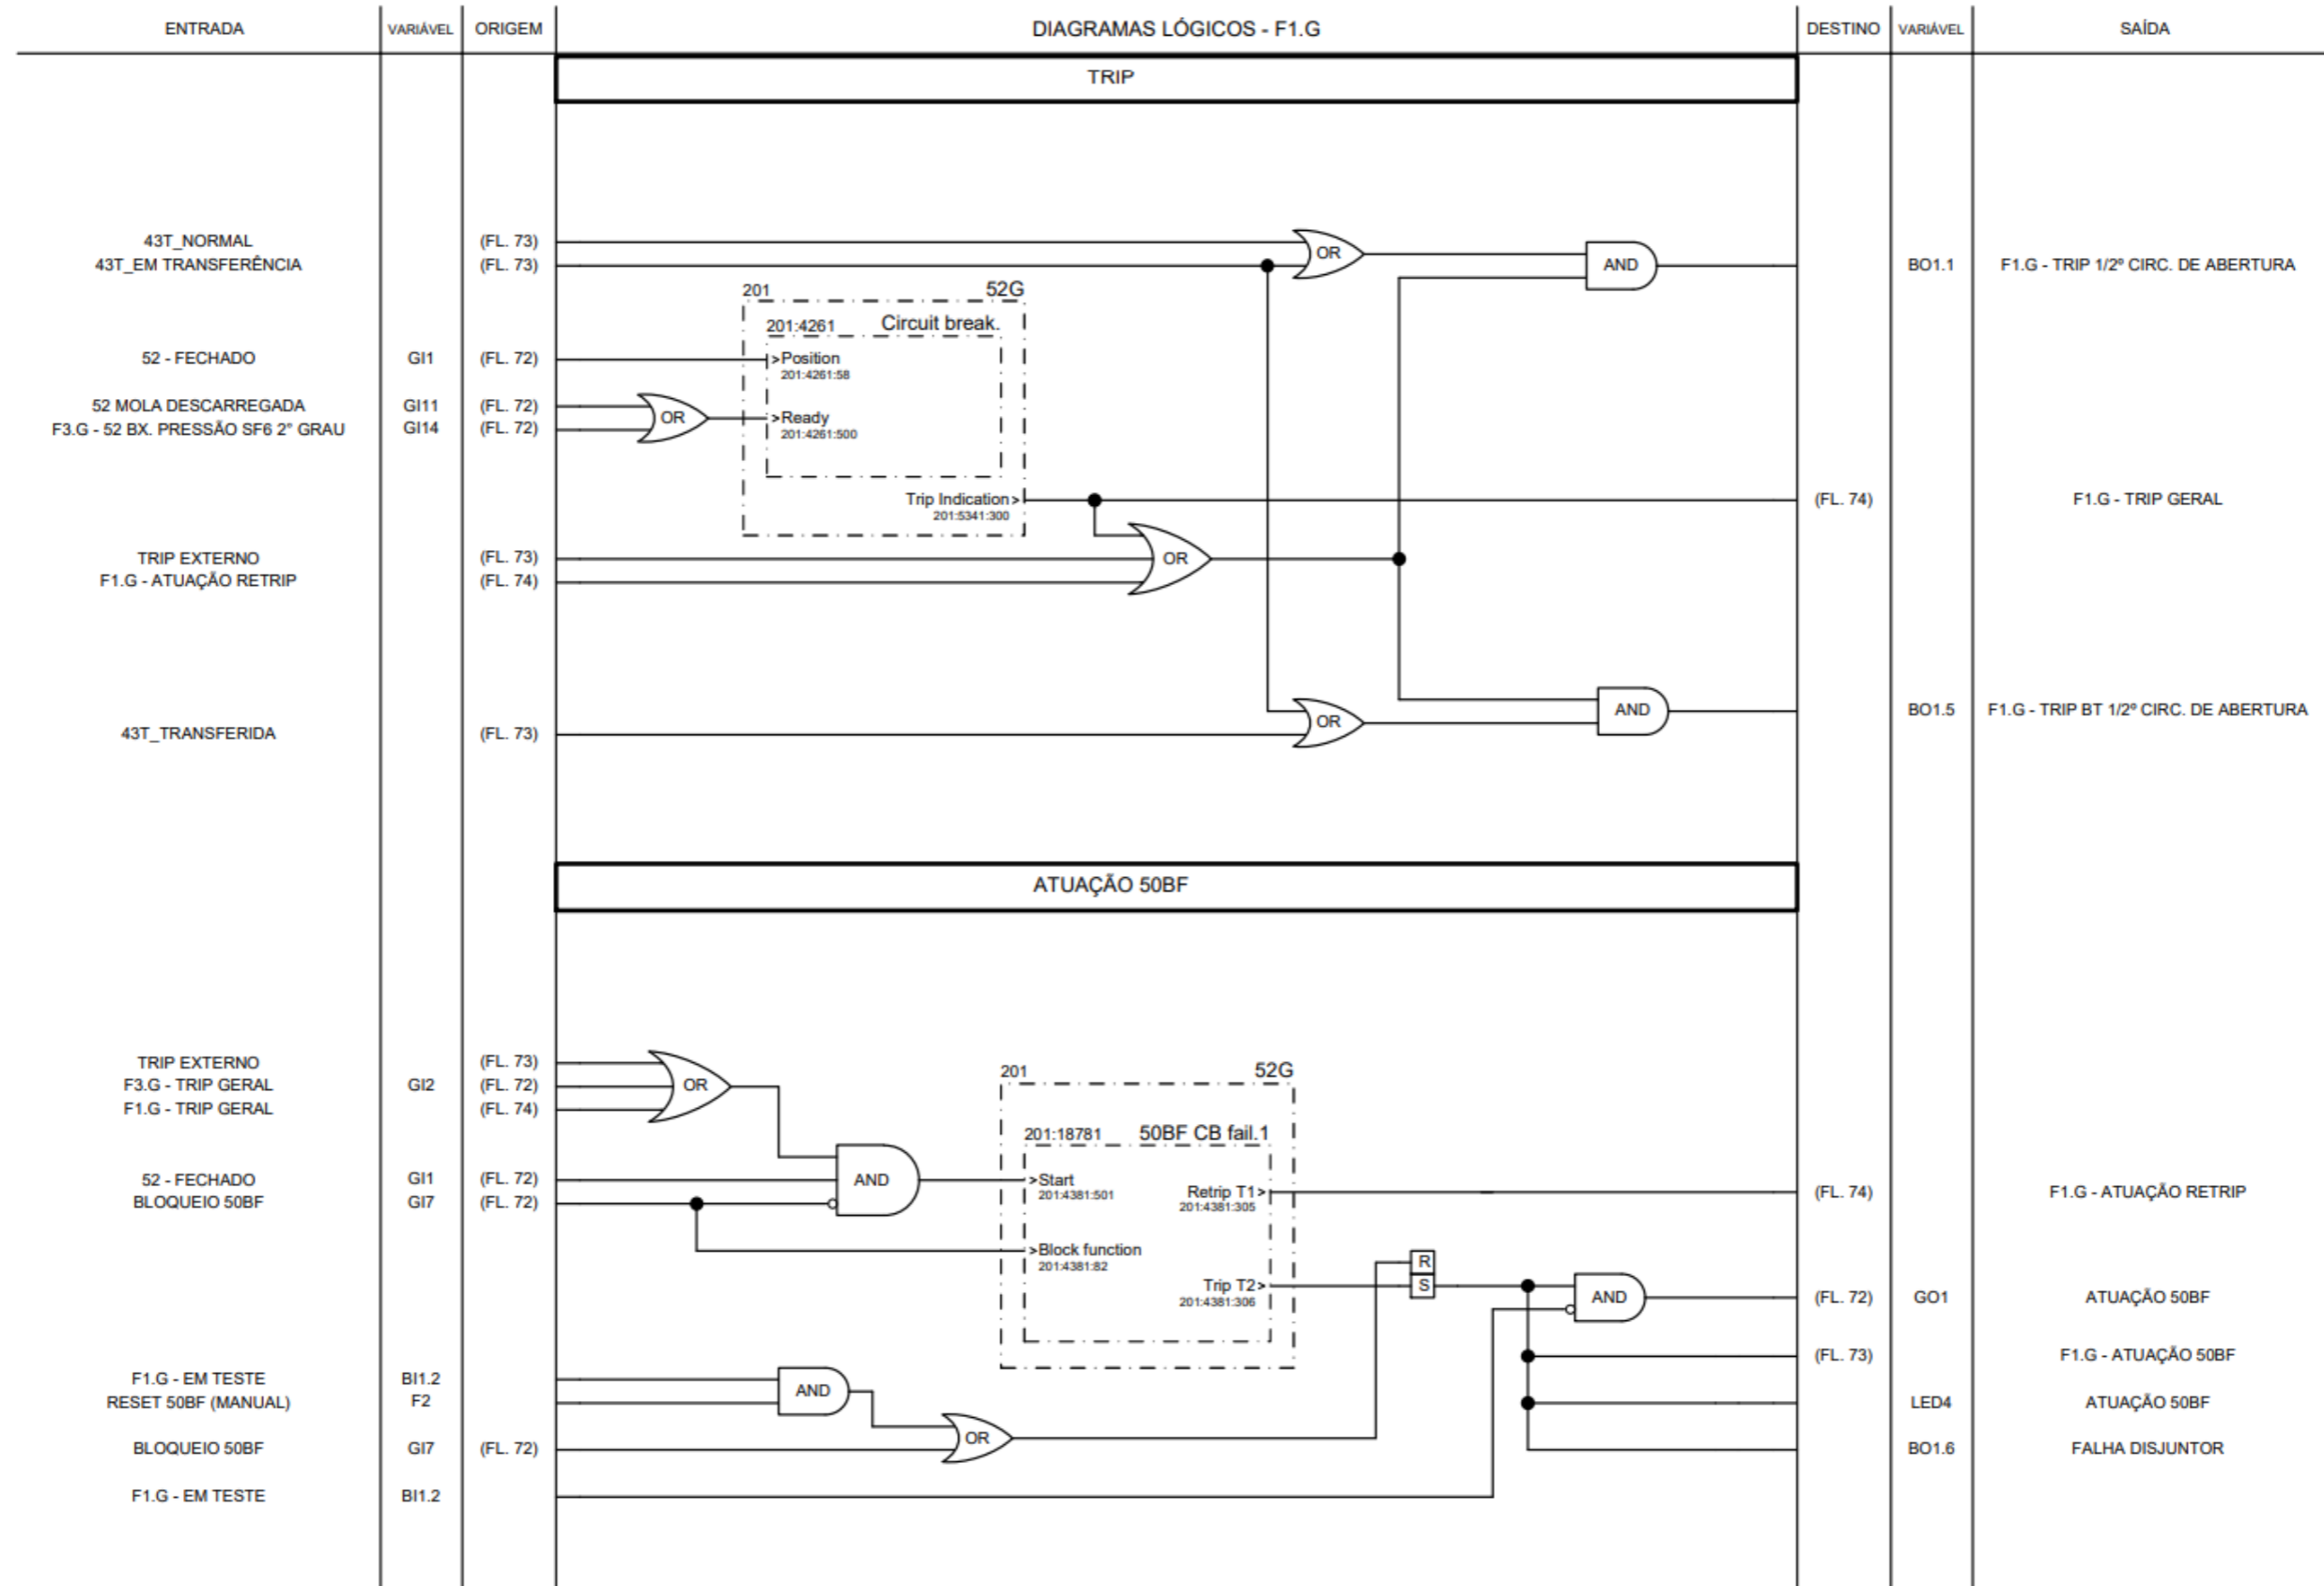 ENTRADA VARIÁVEL ORIGEM DIAGRAMAS LÓGICOS - F1.G DESTINO VARIÁVEL SAÍDA
TRIP
43T_NORMAL (FL. 73) OR
43T_EM TRANSFERÊNCIA (FL. 73) AND BO1.1 F1.G - TRIP 1/2º CIRC. DE ABERTURA
201 52G
201:4261 Circuit break.
52 - FECHADO GI1 (FL. 72) >Position
201:4261:58
52 MOLA DESCARREGADA GI11 (FL. 72) OR >Ready
F3.G - 52 BX. PRESSÃO SF6 2° GRAU GI14 (FL. 72) 201:4261:500
Trip Indication> (FL. 74) F1.G - TRIP GERAL
201:5341:300
TRIP EXTERNO (FL. 73) OR
F1.G - ATUAÇÃO RETRIP (FL. 74)
OR AND BO1.5 F1.G - TRIP BT 1/2º CIRC. DE ABERTURA
43T_TRANSFERIDA (FL. 73)
ATUAÇÃO 50BF
TRIP EXTERNO (FL. 73)
F3.G - TRIP GERAL GI2 (FL. 72) OR 201 52G
F1.G - TRIP GERAL (FL. 74)
201:18781 50BF CB fail.1
52 - FECHADO GI1 (FL. 72) AND >Start
201:4381:501
BLOQUEIO 50BF GI7 (FL. 72) Retrip T1> (FL. 74) F1.G - ATUAÇÃO RETRIP
201:4381:305
>Block function R
201:4381:82
Trip T2> S AND (FL. 72) GO1 ATUAÇÃO 50BF
201:4381:306
(FL. 73) F1.G - ATUAÇÃO 50BF
F1.G - EM TESTE BI1.2 AND
RESET 50BF (MANUAL) F2 LED4 ATUAÇÃO 50BF
BLOQUEIO 50BF GI7 (FL. 72) OR BO1.6 FALHA DISJUNTOR
F1.G - EM TESTE BI1.2